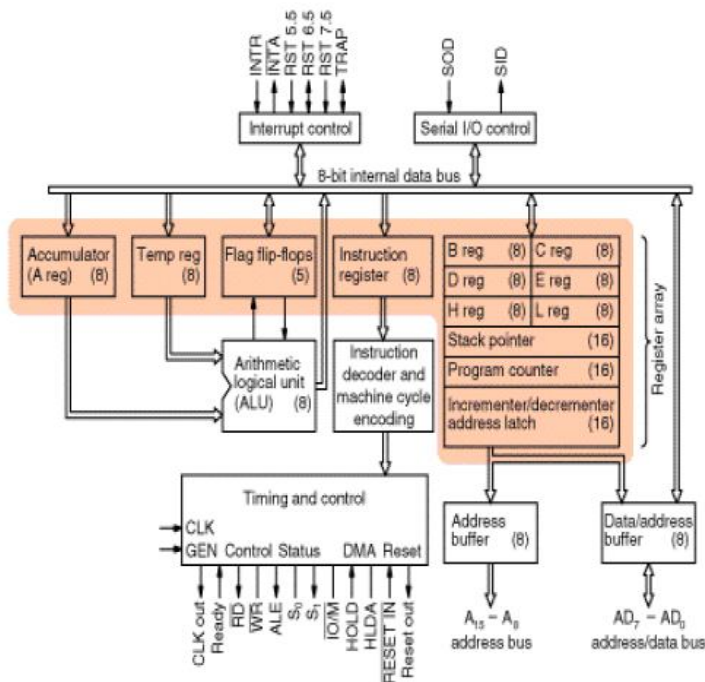 INTR
INTA
RST 5.5
RST 6.5
RST 7.5
TRAP
SOD
SID
Interrupt control
Serial I/O control
8-bit internal data bus
Accumulator
(A reg) (8)
Temp reg
(8)
Flag flip-flops
(5)
Instruction
register (8)
B reg (8)
C reg (8)
D reg (8)
E reg (8)
H reg (8)
L reg (8)
Stack pointer (16)
Program counter (16)
Incrementer/decrementer
address latch (16)
Register array
Arithmetic
logical unit
(ALU) (8)
Instruction
decoder and
machine cycle
encoding
Timing and control
CLK
GEN Control Status DMA Reset
Address
buffer (8)
Data/address
buffer (8)
CLK out
Ready
RD
WR
ALE
S0
S1
IO/M
HOLD
HLDA
RESET IN
Reset out
A15 – A8
address bus
AD7 – AD0
address/data bus